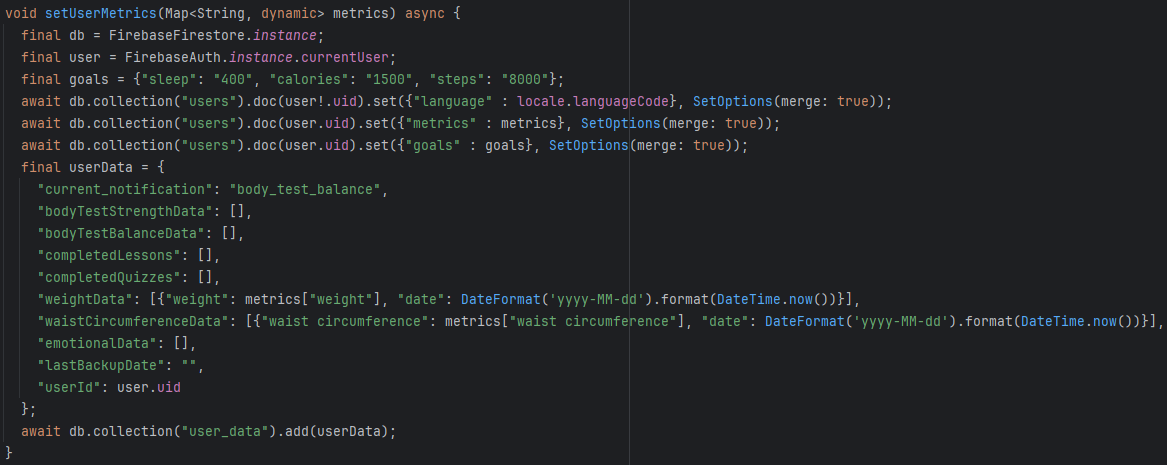 void setUserMetrics(Map<String, dynamic> metrics) async {
  final db = FirebaseFirestore.instance;
  final user = FirebaseAuth.instance.currentUser;
  final goals = {"sleep": "400", "calories": "1500", "steps": "8000"};
  await db.collection("users").doc(user!.uid).set({"language" : locale.languageCode}, SetOptions(merge: true));
  await db.collection("users").doc(user.uid).set({"metrics" : metrics}, SetOptions(merge: true));
  await db.collection("users").doc(user.uid).set({"goals" : goals}, SetOptions(merge: true));
  final userData = {
    "current_notification": "body_test_balance",
    "bodyTestStrengthData": [],
    "bodyTestBalanceData": [],
    "completedLessons": [],
    "completedQuizzes": [],
    "weightData": [{"weight": metrics["weight"], "date": DateFormat('yyyy-MM-dd').format(DateTime.now())}],
    "waistCircumferenceData": [{"waist circumference": metrics["waist circumference"], "date": DateFormat('yyyy-MM-dd').format(DateTime.now())}],
    "emotionalData": [],
    "lastBackupDate": "",
    "userId": user.uid
  };
  await db.collection("user_data").add(userData);
}